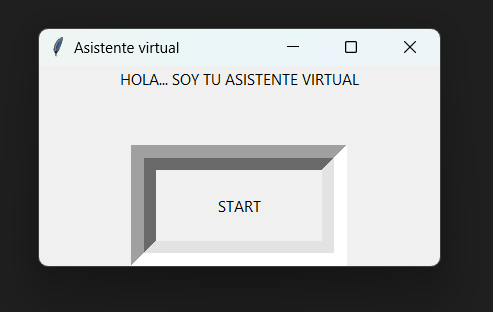 Asistente virtual
HOLA... SOY TU ASISTENTE VIRTUAL
START